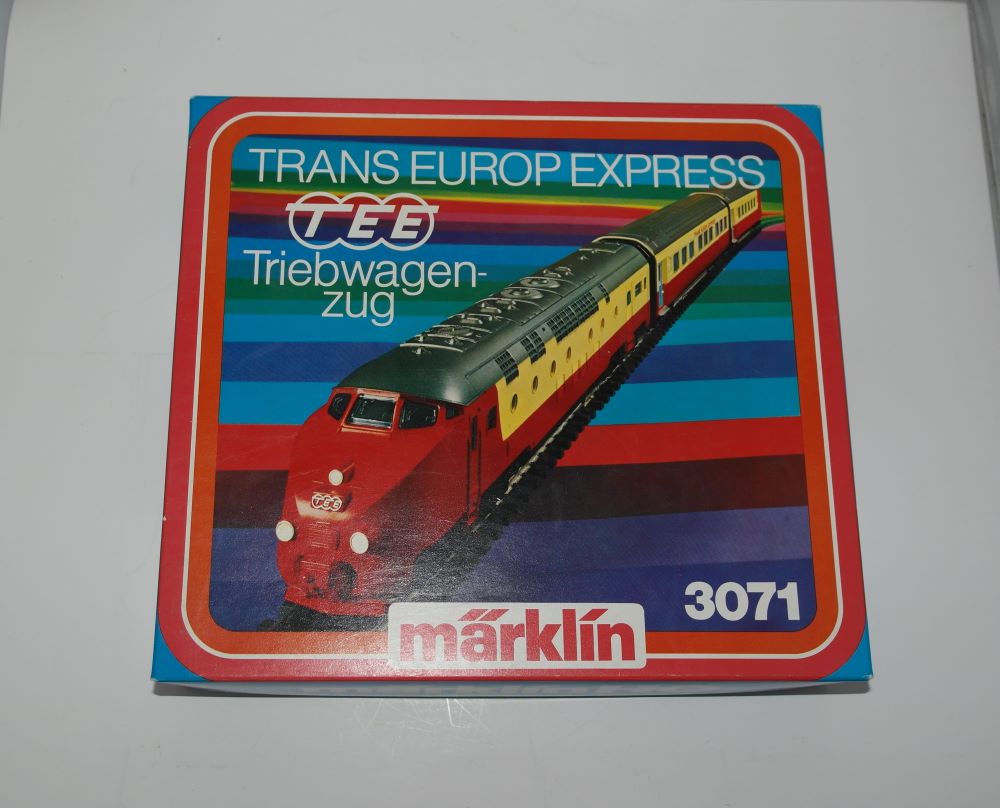 TRANS EUROP EXPRESS
TEE
Triebwagen-
zug
TEE
3071
märklin